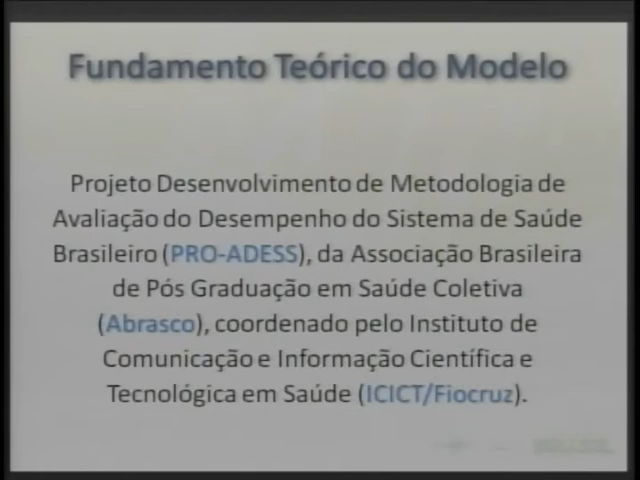 Fundamento Teórico do Modelo
Projeto Desenvolvimento de Metodologia de
Avaliação do Desempenho do Sistema de Saúde
Brasileiro (PRO-ADESS), da Associação Brasileira
de Pós Graduação em Saúde Coletiva
(Abrasco), coordenado pelo Instituto de
Comunicação e Informação Científica e
Tecnológica em Saúde (ICICT/Fiocruz).